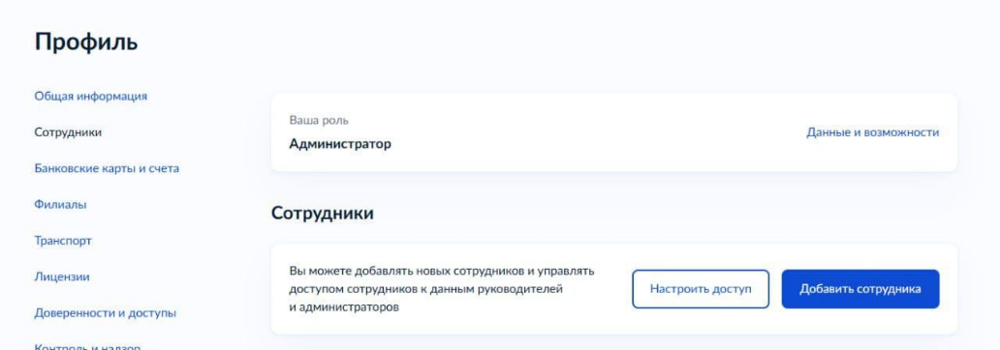 Профиль
Общая информация
Сотрудники
Банковские карты и счета
Филиалы
Транспорт
Лицензии
Доверенности и доступы
Контроль и надзор
Ваша роль
Администратор
Данные и возможности
Сотрудники
Вы можете добавлять новых сотрудников и управлять
доступом сотрудников к данным руководителей
и администраторов
Настроить доступ
Добавить сотрудника